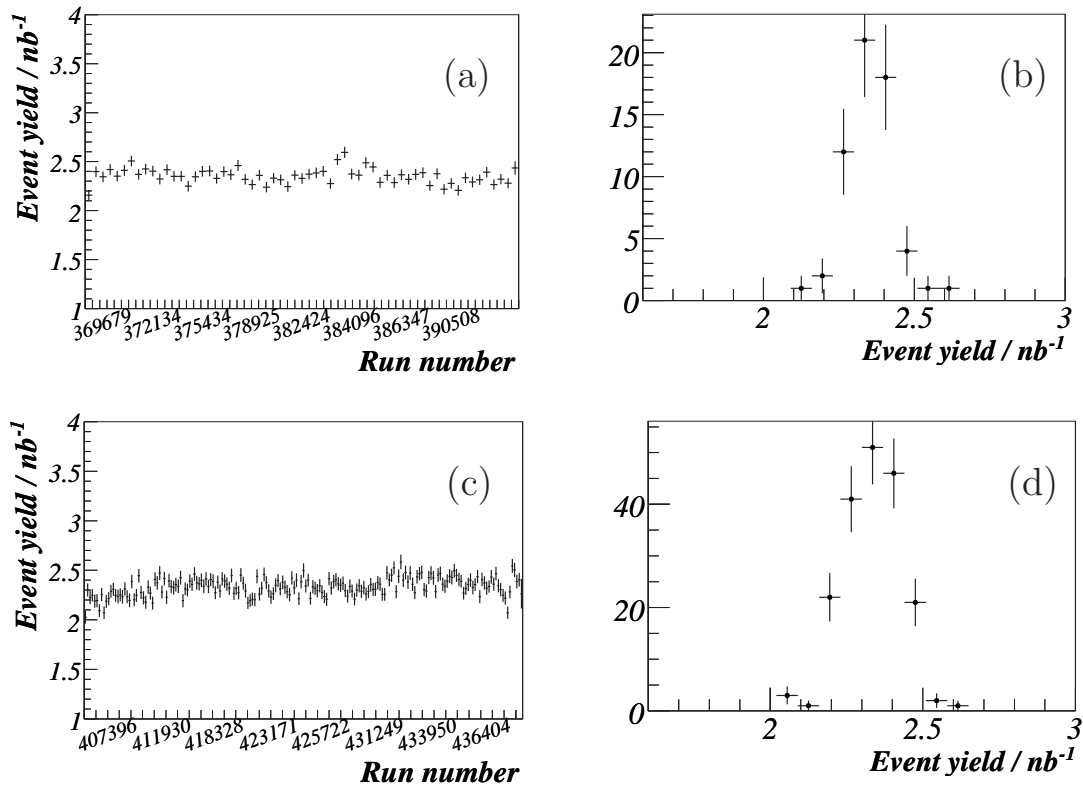 Event yield / nb⁻¹
4
3.5
3
2.5
2
1.5
1
(a)
369679 372134 375434 378925 382424 384096 386347 390508
Run number
20
15
10
5
0
(b)
2 2.5 3
Event yield / nb⁻¹
Event yield / nb⁻¹
4
3.5
3
2.5
2
1.5
1
(c)
407396 411930 418328 423171 425722 431249 433950 436404
Run number
40
20
0
(d)
2 2.5 3
Event yield / nb⁻¹